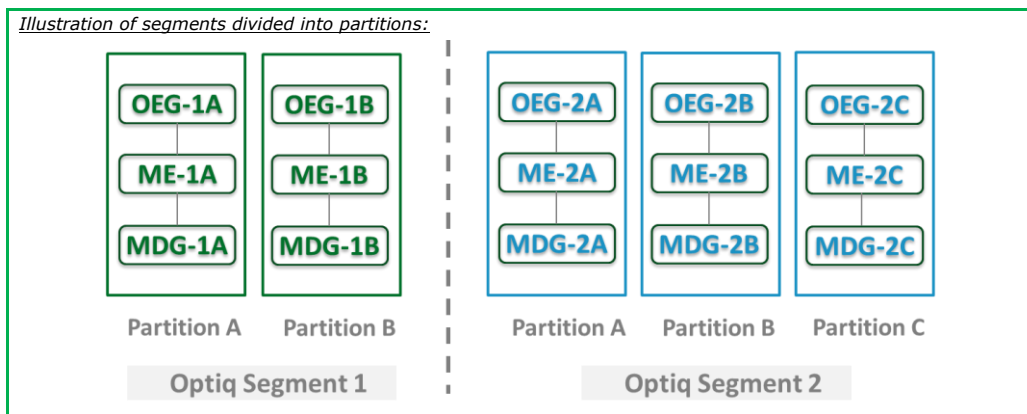 Illustration of segments divided into partitions:
OEG-1A
ME-1A
MDG-1A
Partition A
OEG-1B
ME-1B
MDG-1B
Partition B
Optiq Segment 1
OEG-2A
ME-2A
MDG-2A
Partition A
OEG-2B
ME-2B
MDG-2B
Partition B
OEG-2C
ME-2C
MDG-2C
Partition C
Optiq Segment 2